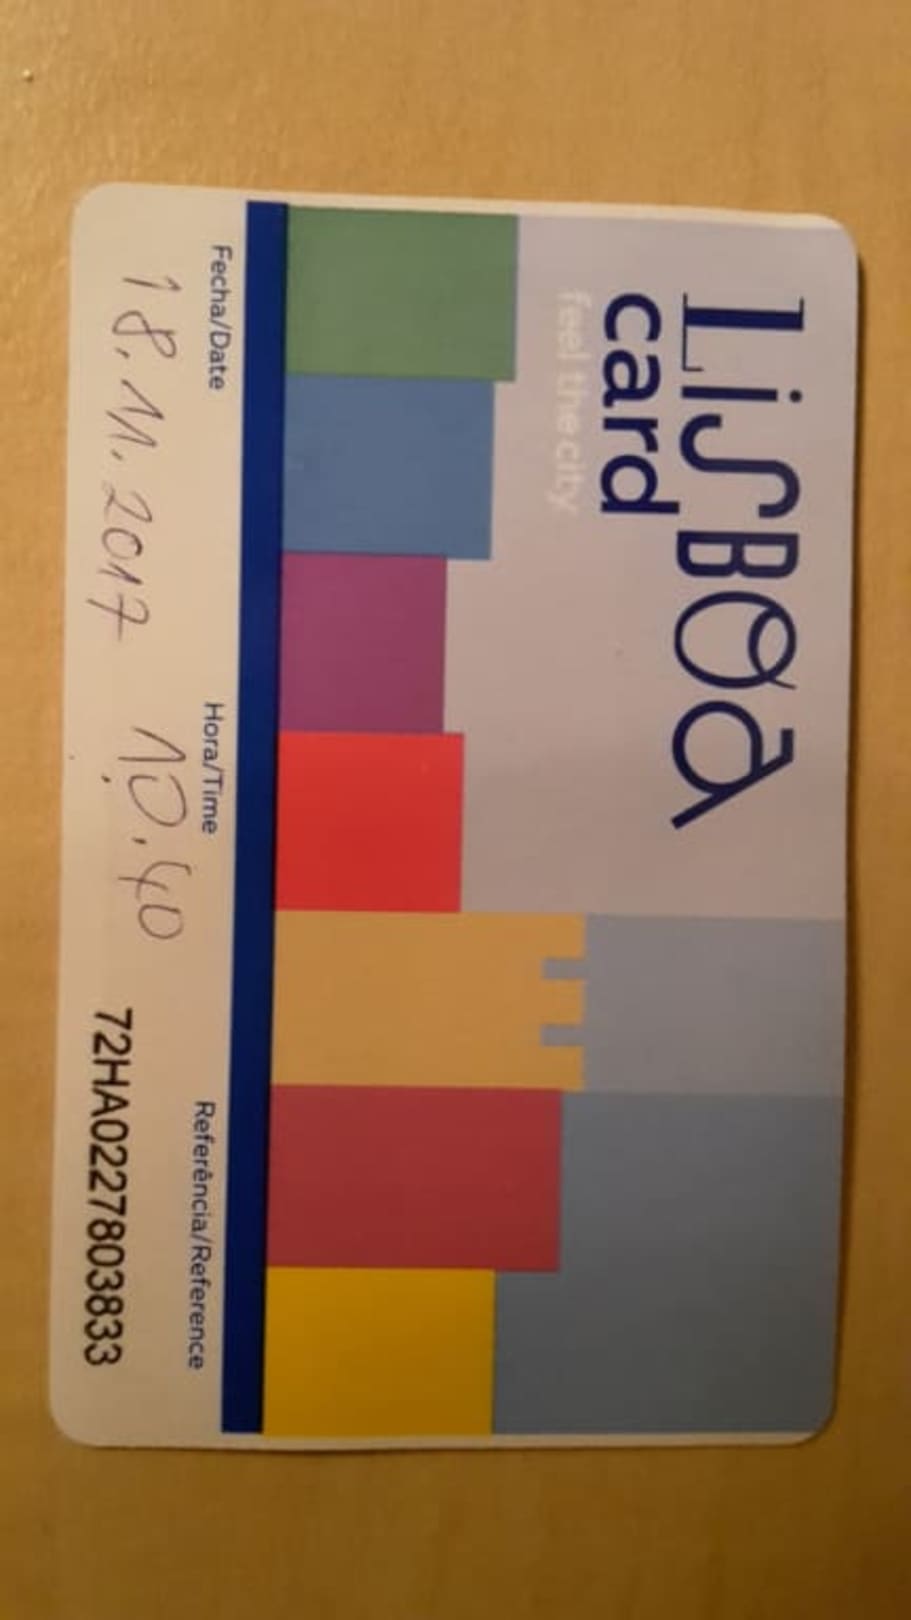 LiSBOa
card
feel the city
Fecha/Date Hora/Time Referência/Reference
18.11.2017 10.40 72HA0227803833